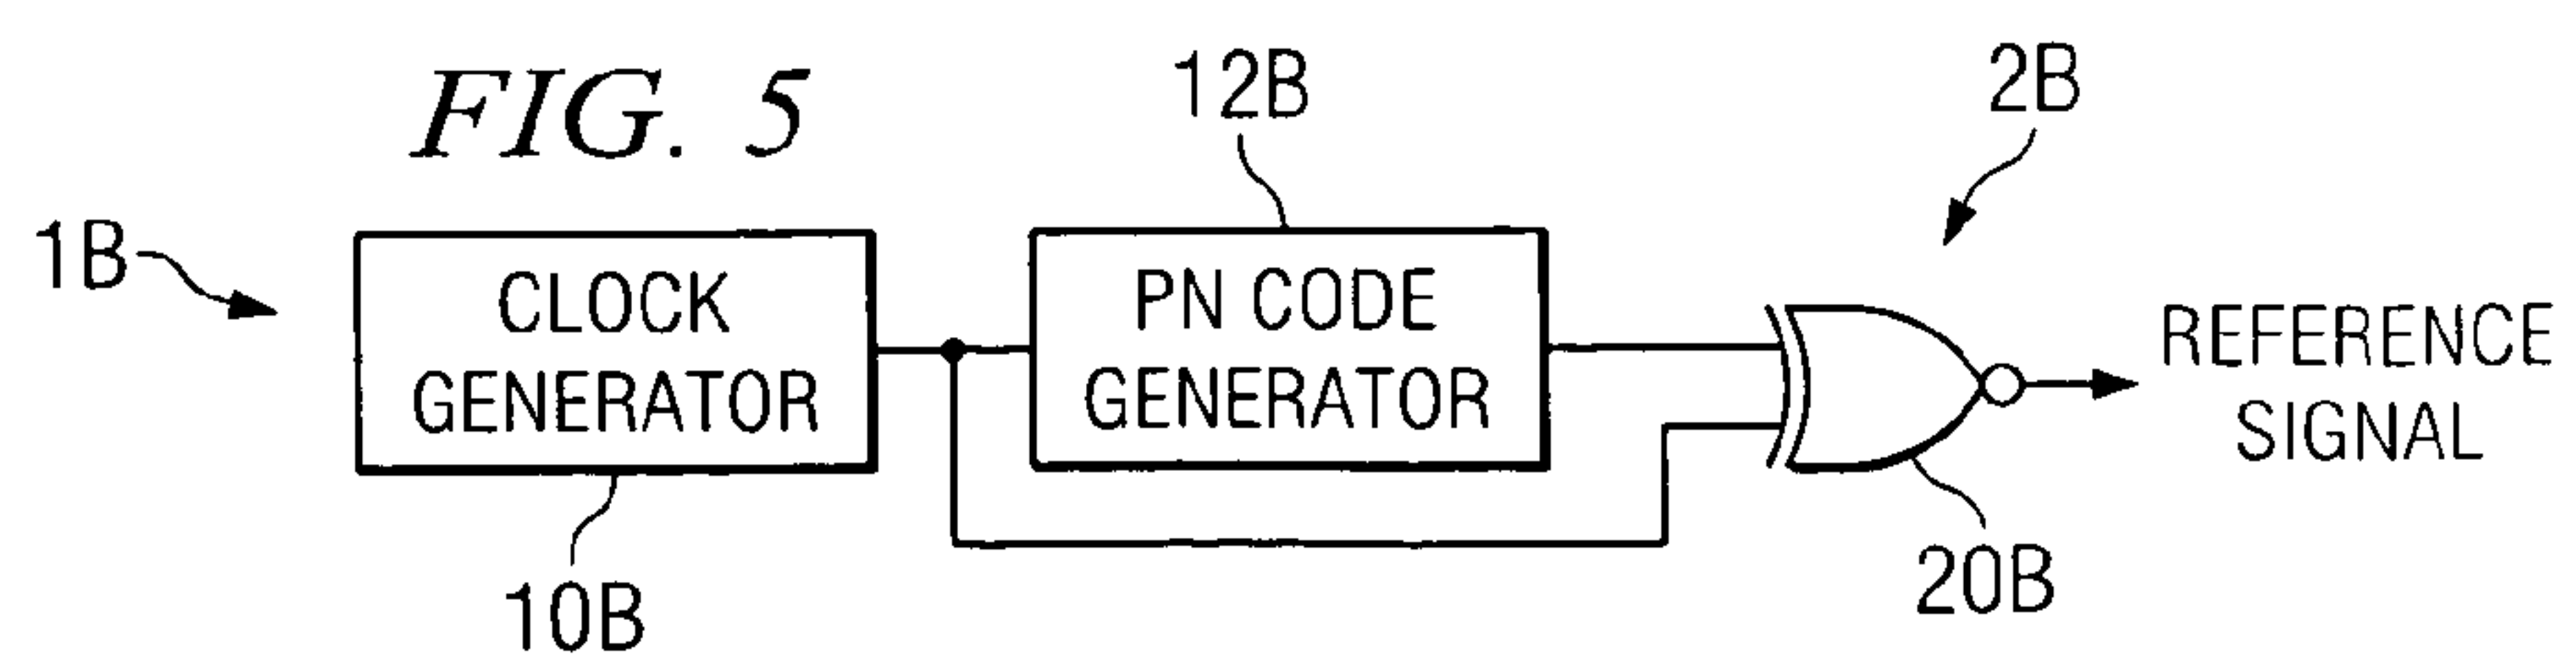 FIG. 5
12B
2B
1B
CLOCK
GENERATOR
PN CODE
GENERATOR
REFERENCE
SIGNAL
10B
20B